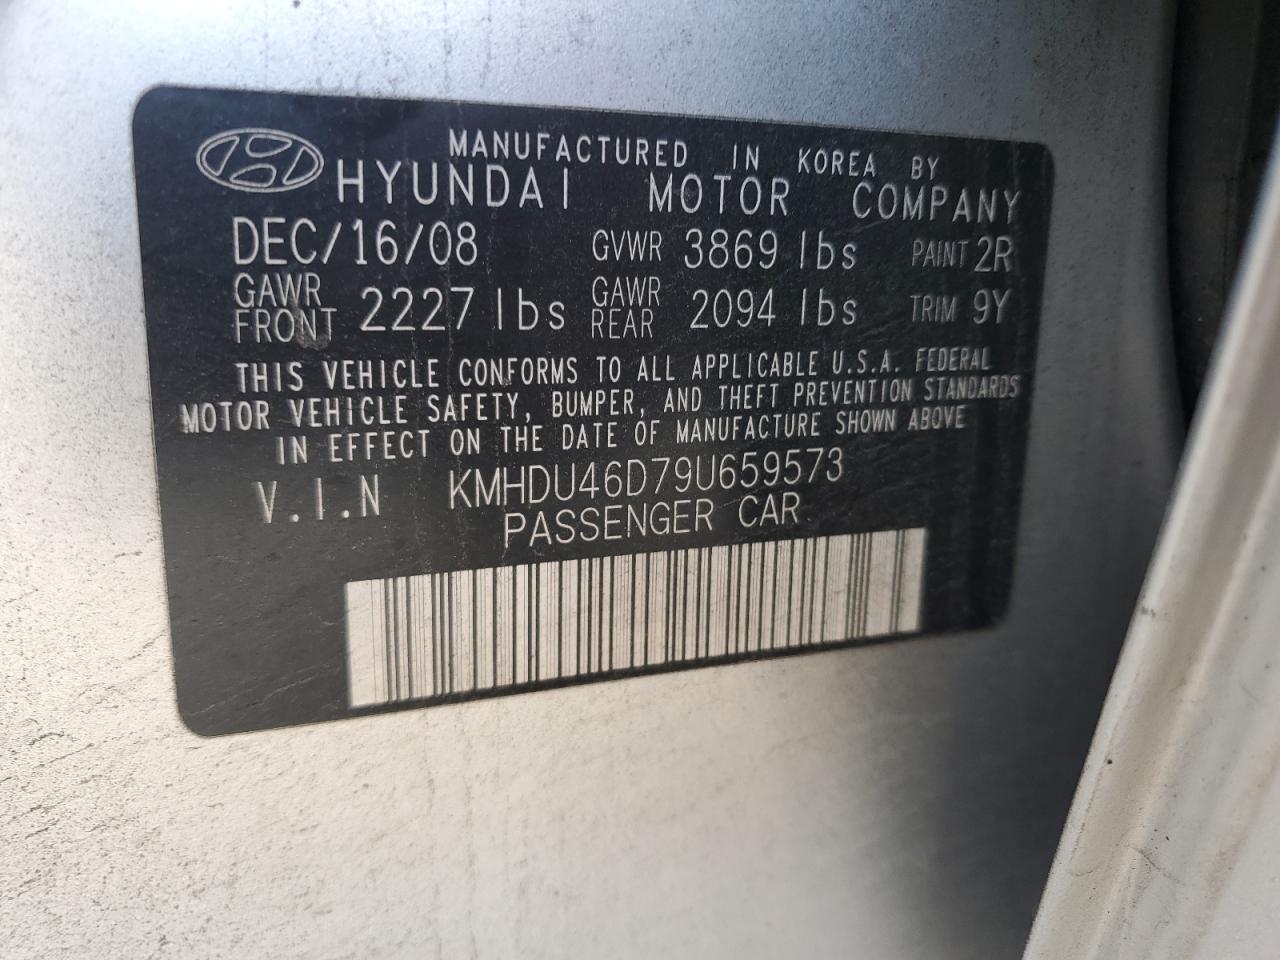 MANUFACTURED IN KOREA BY
HYUNDAI MOTOR COMPANY
DEC/16/08 GVWR 3869 lbs PAINT 2R
GAWR FRONT 2227 lbs GAWR REAR 2094 lbs TRIM 9Y
THIS VEHICLE CONFORMS TO ALL APPLICABLE U.S.A. FEDERAL
MOTOR VEHICLE SAFETY, BUMPER, AND THEFT PREVENTION STANDARDS
IN EFFECT ON THE DATE OF MANUFACTURE SHOWN ABOVE
V.I.N KMHDU46D79U659573
PASSENGER CAR